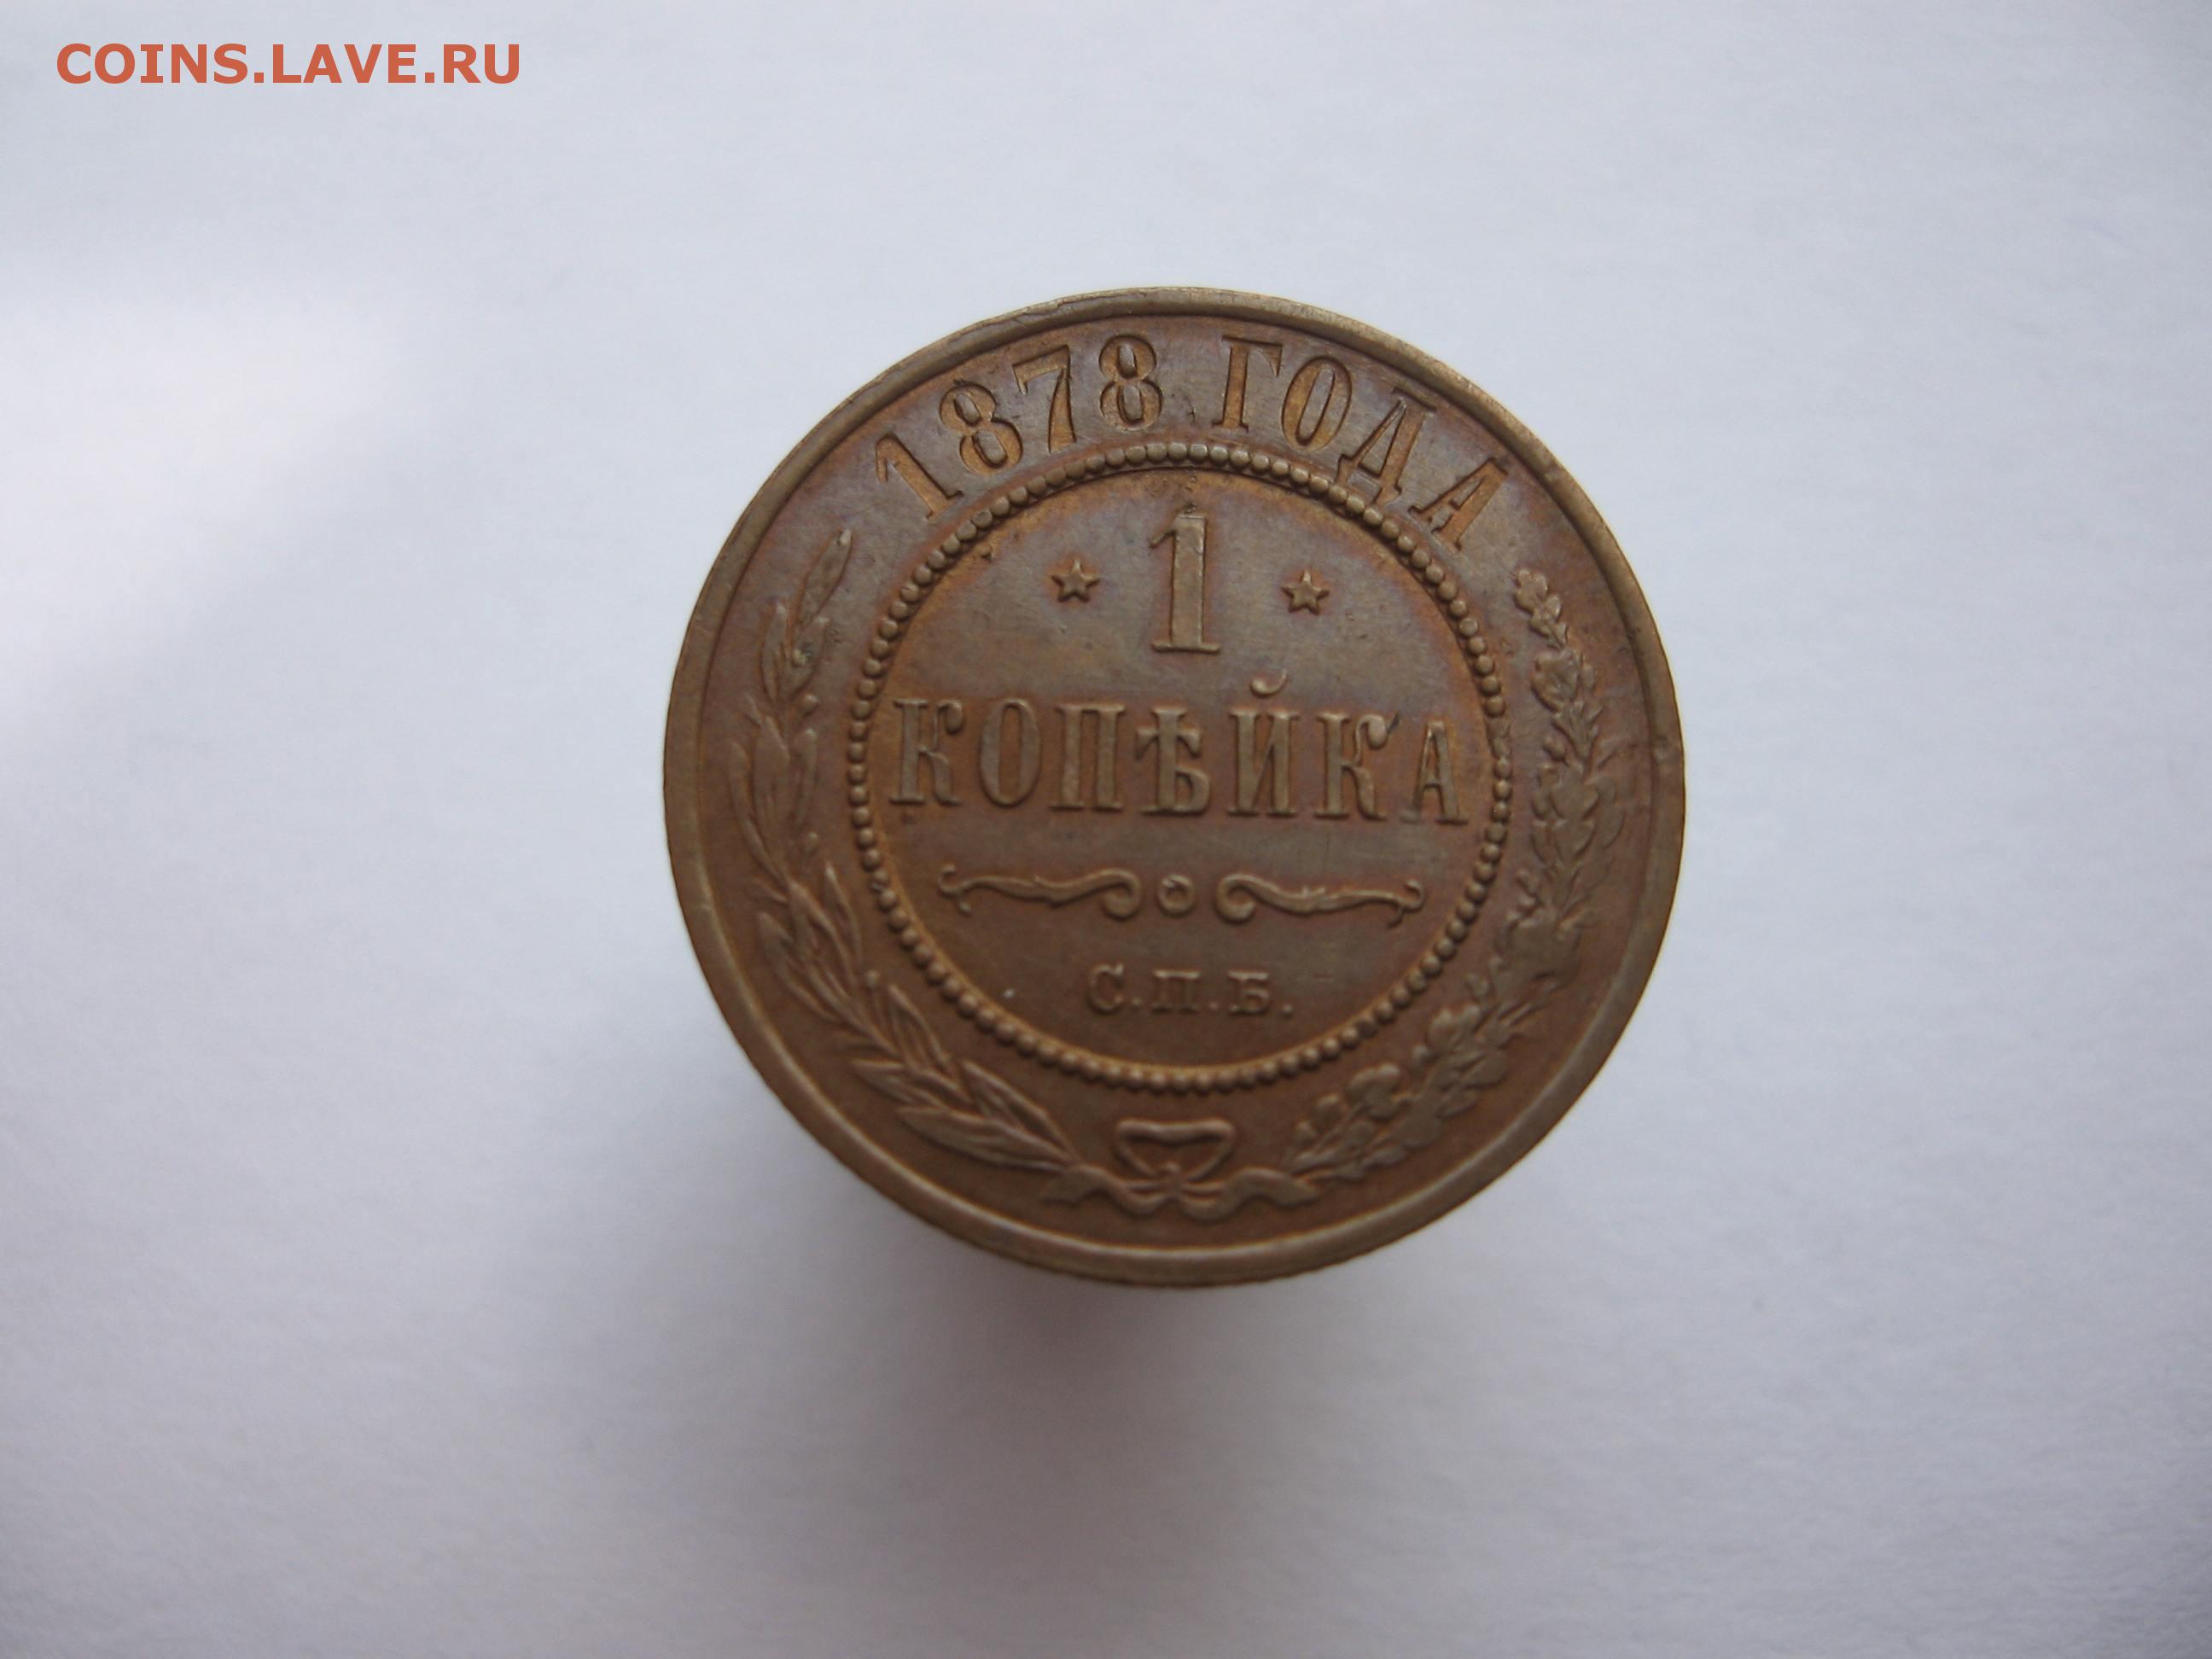 COINS.LAVE.RU
1878 ГОДА
1
КОПѢЙКА
С.П.Б.